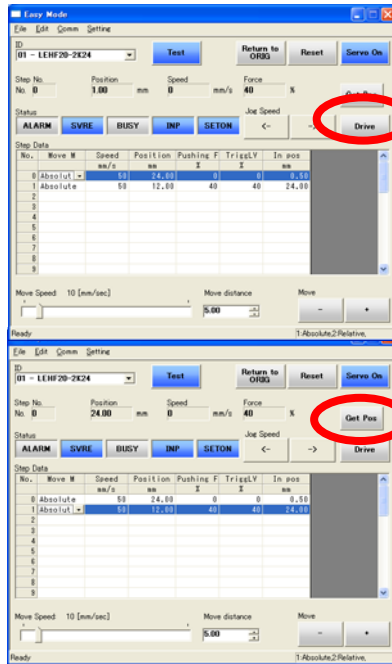 Easy Mode
File Edit Comm Setting
ID
01 - LEHF20-2K24 Test Return to ORIG Reset Servo On
Step No. Position Speed Force
No. 0 1.00 mm 0 mm/s 40 % Get Pos
Status Jog Speed
ALARM SVRE BUSY INP SETON <- -> Drive
Step Data
No. Move M Speed Position Pushing F TriggLV In pos
mm/s mm % % mm
0 Absolut 50 24.00 0 0 0.50
1 Absolute 50 12.00 40 40 24.00
2
3
4
5
6
7
8
9
Move Speed 10 [mm/sec] Move distance Move
5.00 - +
Ready 1:Absolute,2:Relative,
File Edit Comm Setting
ID
01 - LEHF20-2K24 Test Return to ORIG Reset Servo On
Step No. Position Speed Force
No. 0 24.00 mm 0 mm/s 40 % Get Pos
Status Jog Speed
ALARM SVRE BUSY INP SETON <- -> Drive
Step Data
No. Move M Speed Position Pushing F TriggLV In pos
mm/s mm % % mm
0 Absolute 50 24.00 0 0 0.50
1 Absolut 50 12.00 40 40 24.00
2
3
4
5
6
7
8
9
Move Speed 10 [mm/sec] Move distance Move
5.00 - +
Ready 1:Absolute,2:Relative,